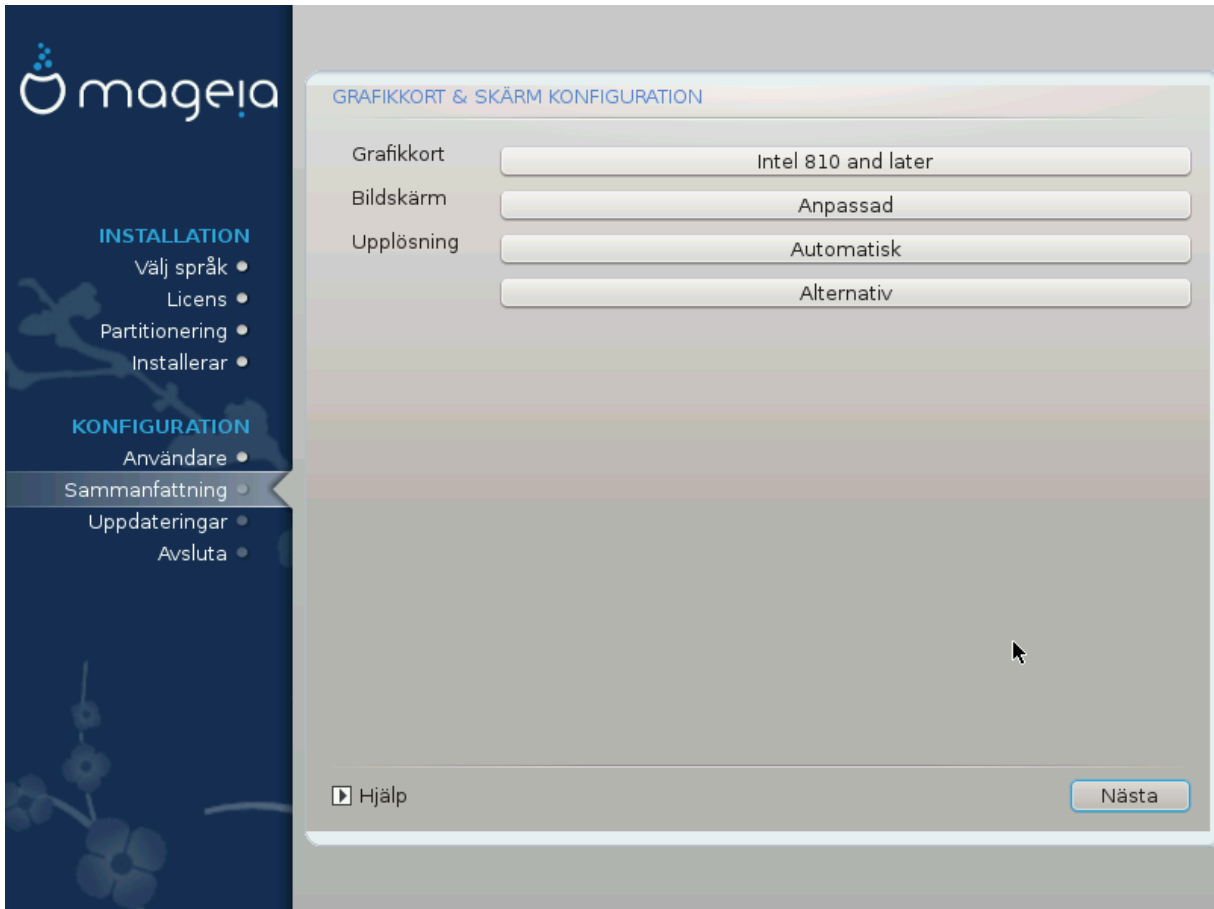 mageia
GRAFIKKORT & SKÄRM KONFIGURATION
Grafikkort
Intel 810 and later
Bildskärm
Anpassad
Upplösning
Automatisk
Alternativ
INSTALLATION
Välj språk
Licens
Partitionering
Installerar
KONFIGURATION
Användare
Sammanfattning
Uppdateringar
Avsluta
Hjälp
Nästa